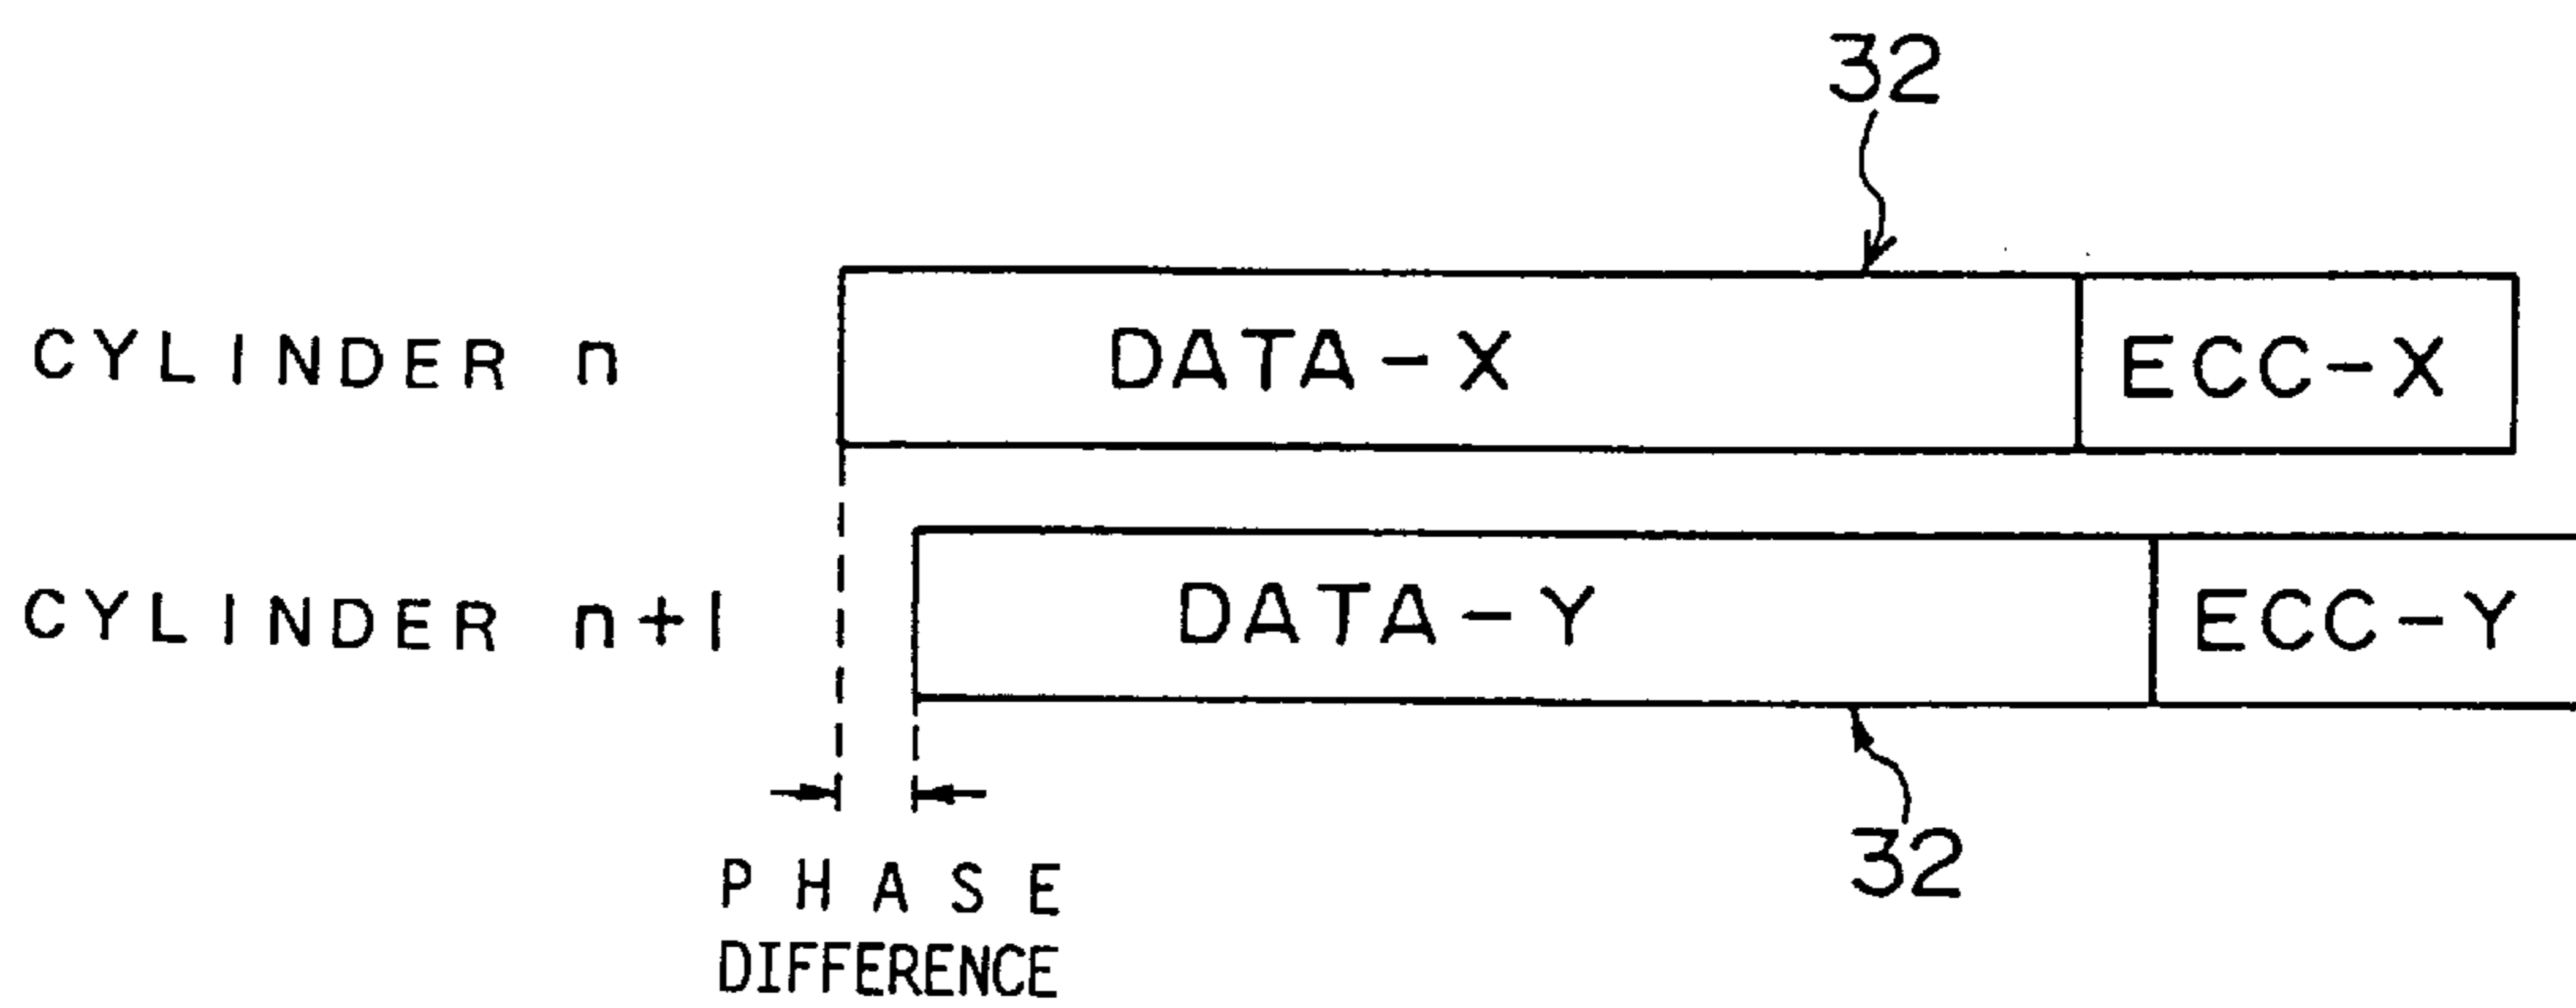 32
CYLINDER n DATA-X ECC-X
CYLINDER n+1 DATA-Y ECC-Y
32
PHASE
DIFFERENCE